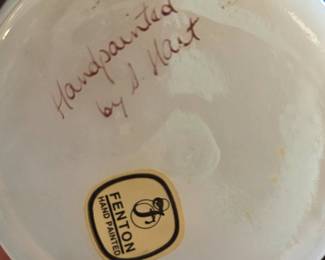 Handpainted
by S. Hart
F
FENTON
HAND PAINTED